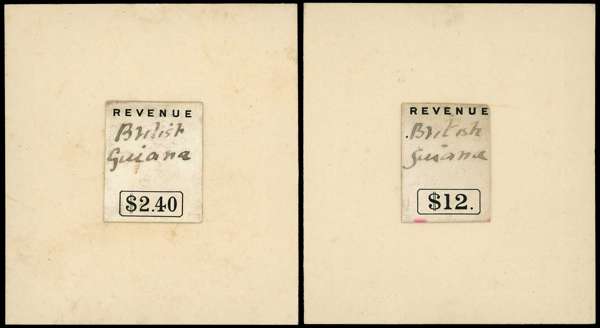 REVENUE
British
Guiana
$2.40
REVENUE
British
Guiana
$12.